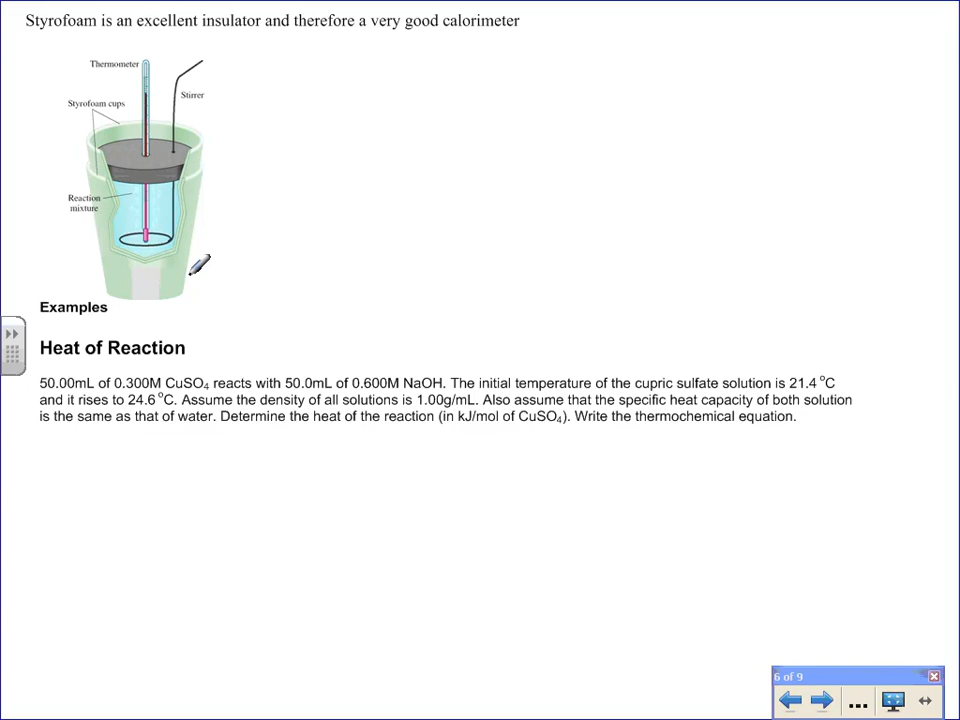 Styrofoam is an excellent insulator and therefore a very good calorimeter
Thermometer
Stirrer
Styrofoam cups
Reaction
mixture
Examples
Heat of Reaction
50.00mL of 0.300M CuSO₄ reacts with 50.0mL of 0.600M NaOH. The initial temperature of the cupric sulfate solution is 21.4 ºC
and it rises to 24.6 ºC. Assume the density of all solutions is 1.00g/mL. Also assume that the specific heat capacity of both solution
is the same as that of water. Determine the heat of the reaction (in kJ/mol of CuSO₄). Write the thermochemical equation.
6 of 9